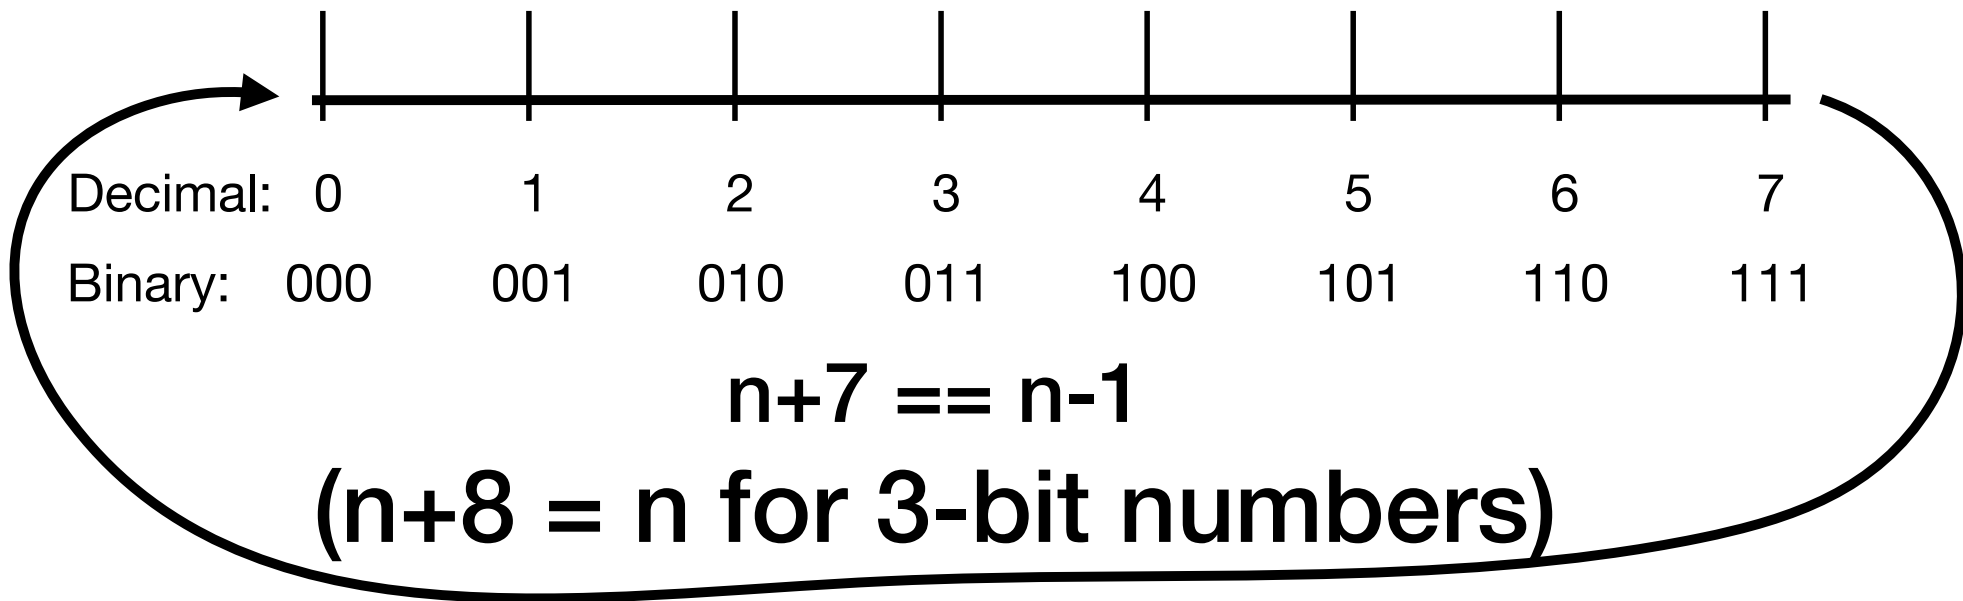 Decimal: 0 1 2 3 4 5 6 7
Binary: 000 001 010 011 100 101 110 111
n+7 == n-1
(n+8 = n for 3-bit numbers)